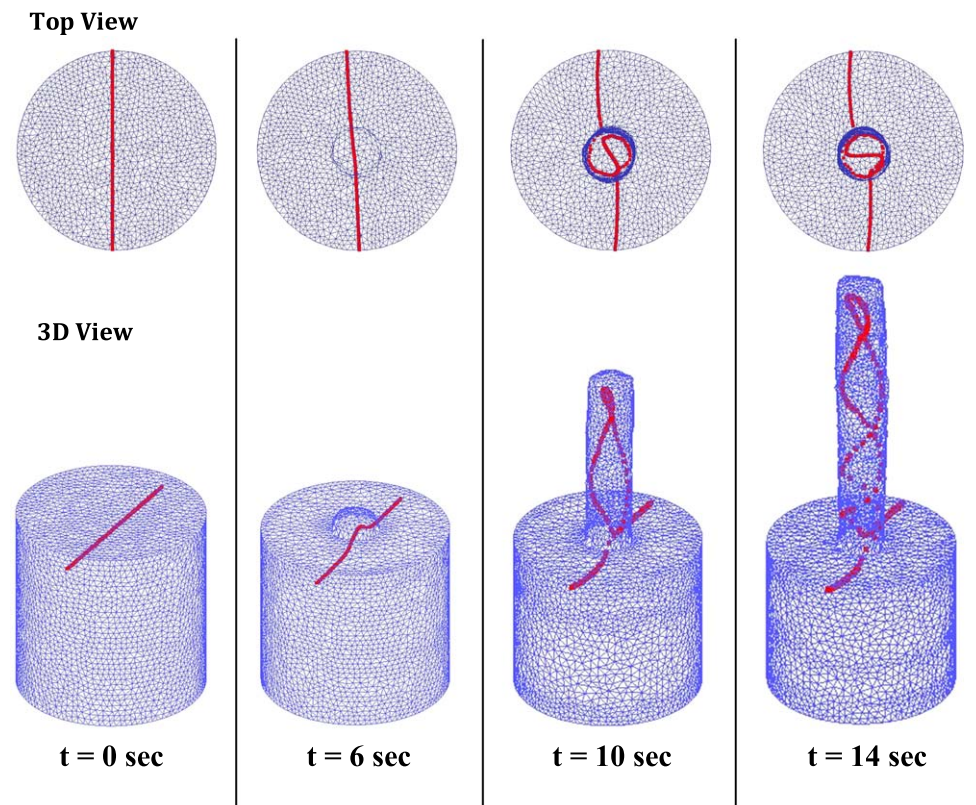 Top View
3D View
t = 0 sec
t = 6 sec
t = 10 sec
t = 14 sec